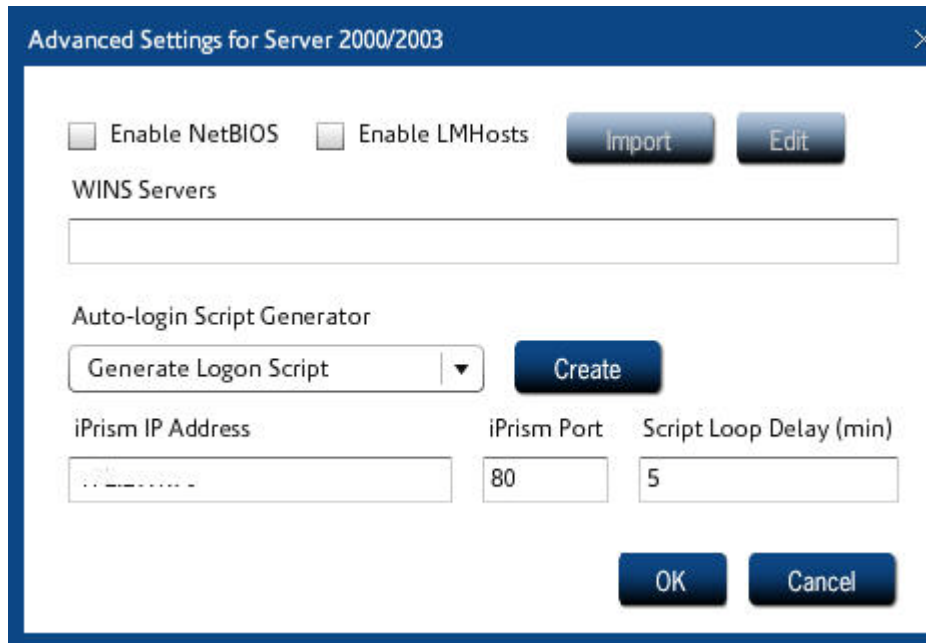 Advanced Settings for Server 2000/2003
Enable NetBIOS Enable LMHosts Import Edit
WINS Servers
Auto-login Script Generator
Generate Logon Script Create
iPrism IP Address iPrism Port Script Loop Delay (min)
80 5
OK Cancel